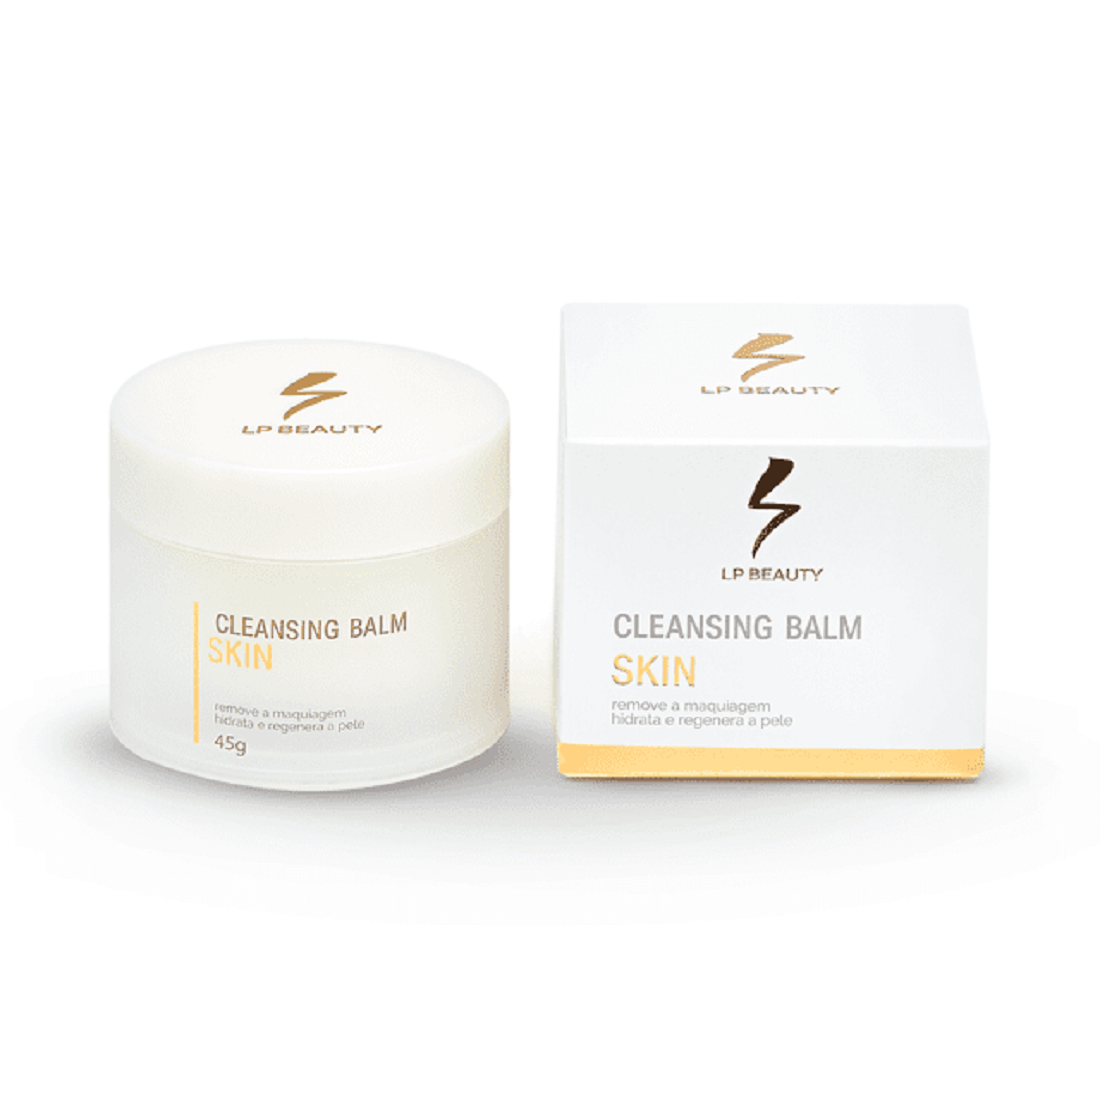 LP BEAUTY
CLEANSING BALM
SKIN
remove a maquiagem
hidrata e regenera a pele
45g
LP BEAUTY
LP BEAUTY
CLEANSING BALM
SKIN
remove a maquiagem
hidrata e regenera a pele